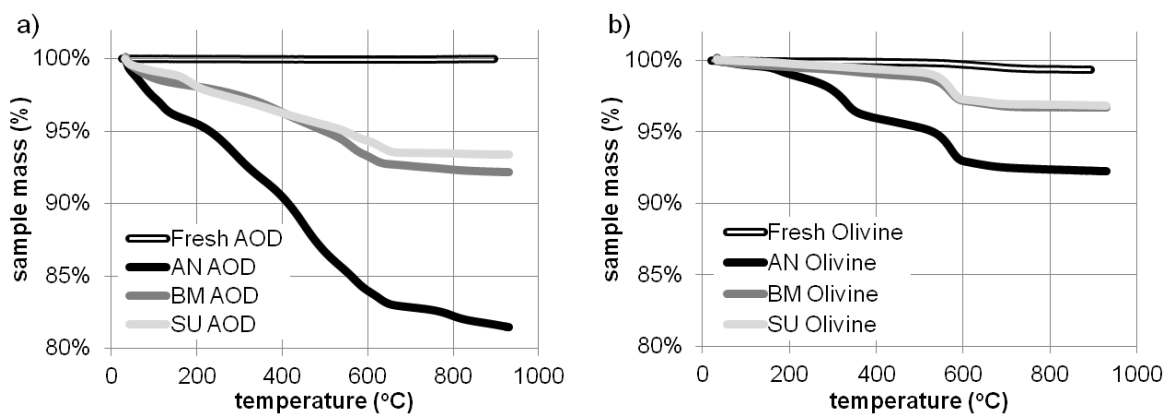 a)
100%
95%
90%
85%
80%
sample mass (%)
Fresh AOD
AN AOD
BM AOD
SU AOD
0 200 400 600 800 1000
temperature (°C)
b)
100%
95%
90%
85%
80%
sample mass (%)
Fresh Olivine
AN Olivine
BM Olivine
SU Olivine
0 200 400 600 800 1000
temperature (°C)